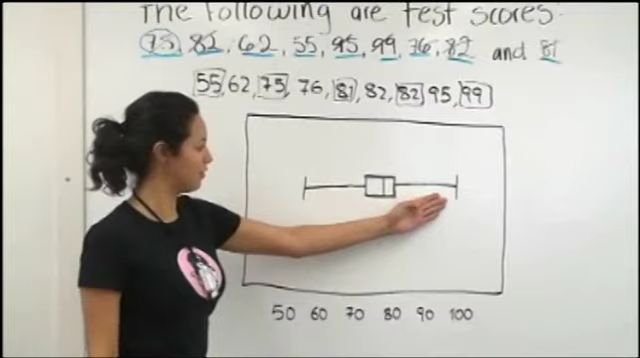 The following are test scores:
75, 82, 62, 55, 95, 99, 76, 82 and 81
55, 62, 75, 76, 81, 82, 82, 95, 99
50 60 70 80 90 100